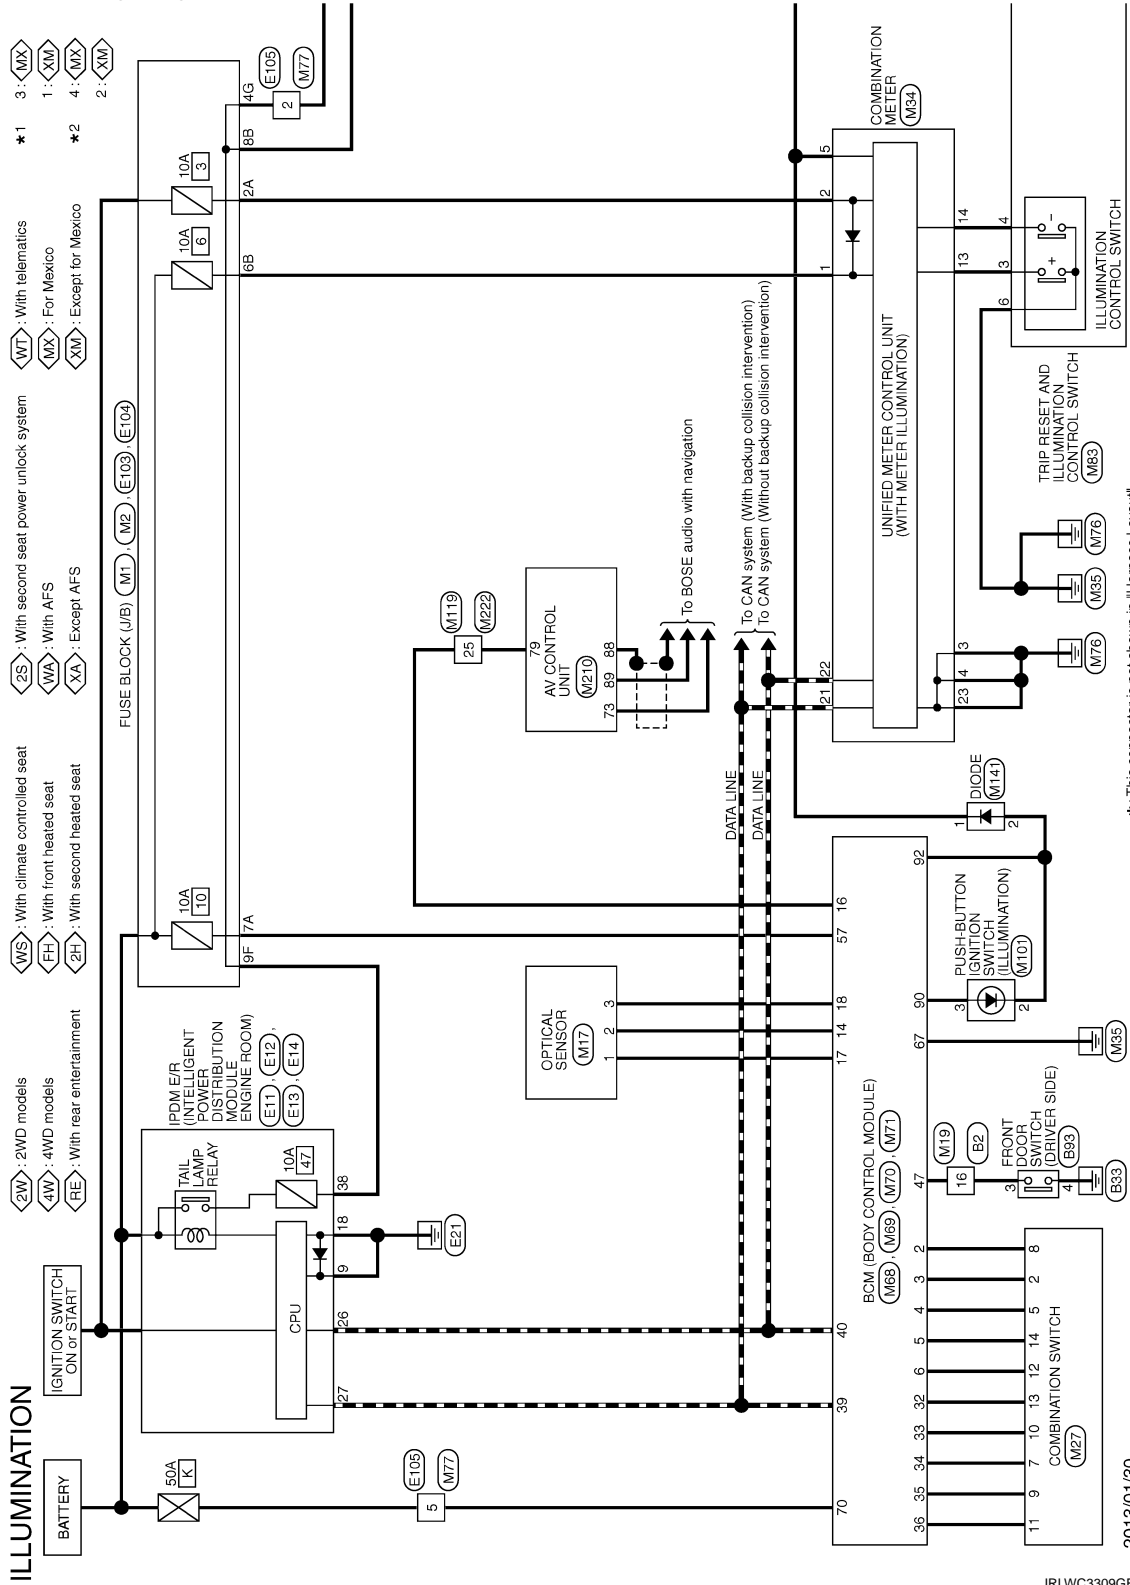 ILLUMINATION
BATTERY
IGNITION SWITCH
ON or START
2W : 2WD models
4W : 4WD models
RE : With rear entertainment
WS : With climate controlled seat
FH : With front heated seat
2H : With second heated seat
2S : With second seat power unlock system
WA : With AFS
XA : Except AFS
WT : With telematics
MX : For Mexico
XM : Except for Mexico
*1 3 : MX
1 : XM
*2 4 : MX
2 : XM
50A
K
E105
M77
5
70
IPDM E/R
(INTELLIGENT
POWER
DISTRIBUTION
MODULE
ENGINE ROOM)
E11 , E12 ,
E13 , E14
TAIL
LAMP
RELAY
10A
47
CPU
27
26
9
18
38
E21
FUSE BLOCK (J/B) M1 , M2 , E103 , E104
10A
10
10A
6
10A
3
9F
7A
6B
2A
8B
4G
E105
M77
2
OPTICAL
SENSOR
M17
1
2
3
M119
M222
25
79
AV CONTROL
UNIT
M210
73
89
88
To BOSE audio with navigation
DATA LINE
DATA LINE
To CAN system (With backup collision intervention)
To CAN system (Without backup collision intervention)
39
40
17
14
18
57
16
BCM (BODY CONTROL MODULE)
M68 , M69 , M70 , M71
36
35
34
33
32
6
5
4
3
2
47
67
90
92
11
9
7
10
13
12
14
5
2
8
COMBINATION SWITCH
M27
M19
B2
16
3
4
FRONT
DOOR
SWITCH
(DRIVER SIDE)
B93
B33
M35
PUSH-BUTTON
IGNITION
SWITCH
(ILLUMINATION)
M101
3
2
DIODE
M141
1
2
COMBINATION
METER
M34
21
22
1
2
5
UNIFIED METER CONTROL UNIT
(WITH METER ILLUMINATION)
23
4
3
13
14
M76
M35
M76
TRIP RESET AND
ILLUMINATION
CONTROL SWITCH
M83
6
3
4
+
-
ILLUMINATION
CONTROL SWITCH
2013/01/30